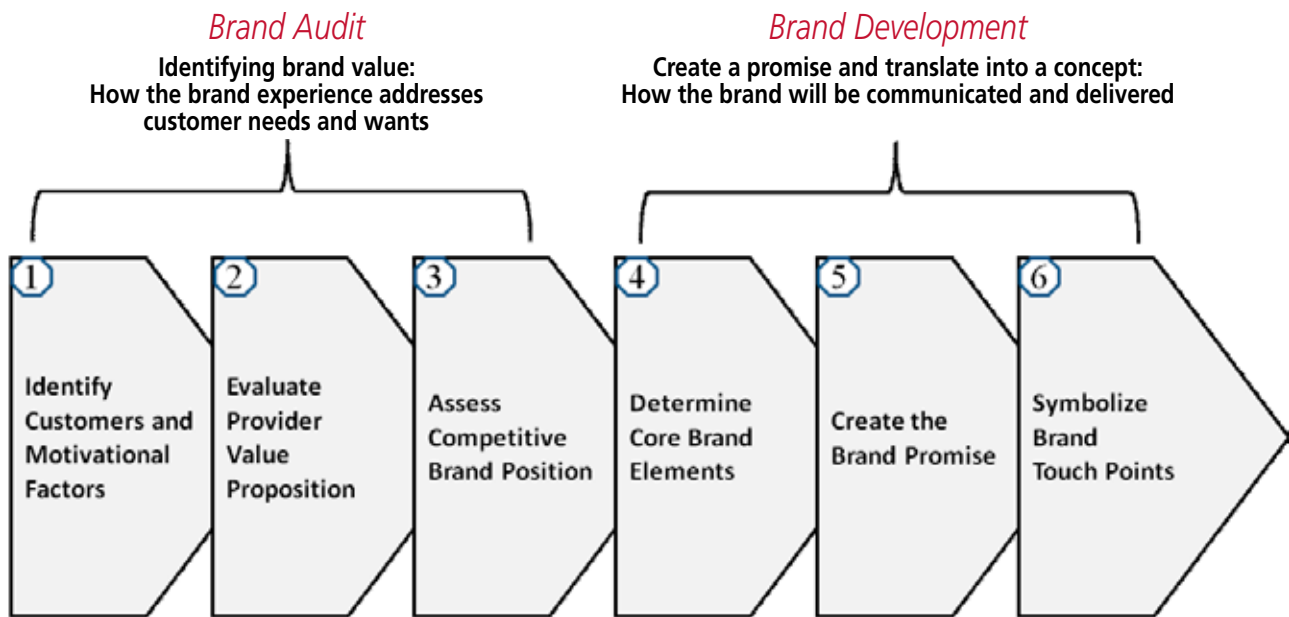 Brand Audit
Identifying brand value:
How the brand experience addresses
customer needs and wants
Brand Development
Create a promise and translate into a concept:
How the brand will be communicated and delivered
1
Identify
Customers and
Motivational
Factors
2
Evaluate
Provider
Value
Proposition
3
Assess
Competitive
Brand Position
4
Determine
Core Brand
Elements
5
Create the
Brand Promise
6
Symbolize
Brand
Touch Points